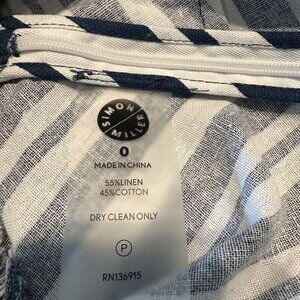 SIMON
MILLER
0
MADE IN CHINA
55%LINEN
45%COTTON
DRY CLEAN ONLY
P
RN136915